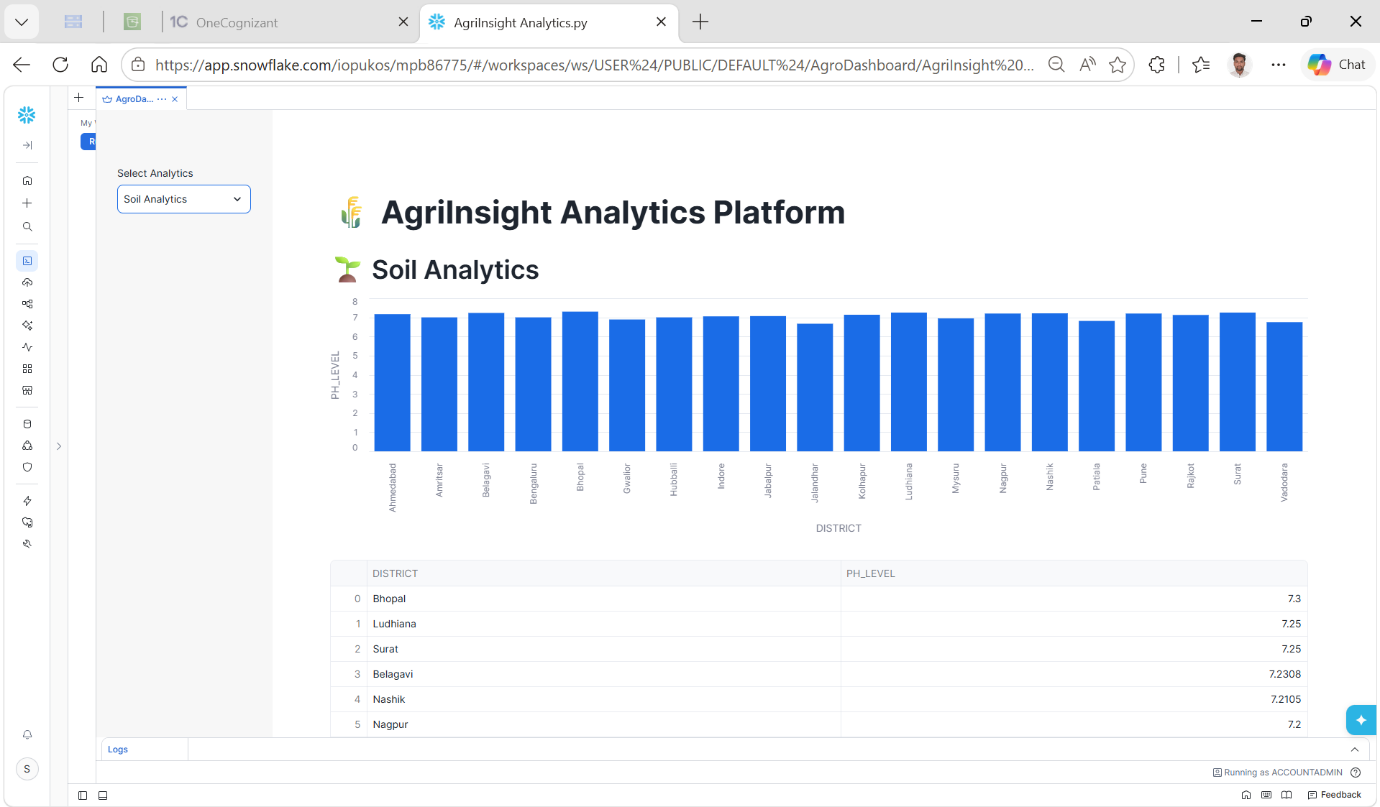 1C OneCognizant
AgriInsight Analytics.py
https://app.snowflake.com/iopukos/mpb86775/#/workspaces/ws/USER%24/PUBLIC/DEFAULT%24/AgroDashboard/AgriInsight%20...
Chat
AgroDa... ···
My
R
Select Analytics
Soil Analytics
AgriInsight Analytics Platform
Soil Analytics
PH_LEVEL
8
7
6
5
4
3
2
1
0
Ahmedabad
Amritsar
Belagavi
Bengaluru
Bhopal
Gwalior
Hubballi
Indore
Jabalpur
Jalandhar
Kolhapur
Ludhiana
Mysuru
Nagpur
Nashik
Patiala
Pune
Rajkot
Surat
Vadodara
DISTRICT
DISTRICT PH_LEVEL
0 Bhopal 7.3
1 Ludhiana 7.25
2 Surat 7.25
3 Belagavi 7.2308
4 Nashik 7.2105
5 Nagpur 7.2
Logs
S
Running as ACCOUNTADMIN
Feedback